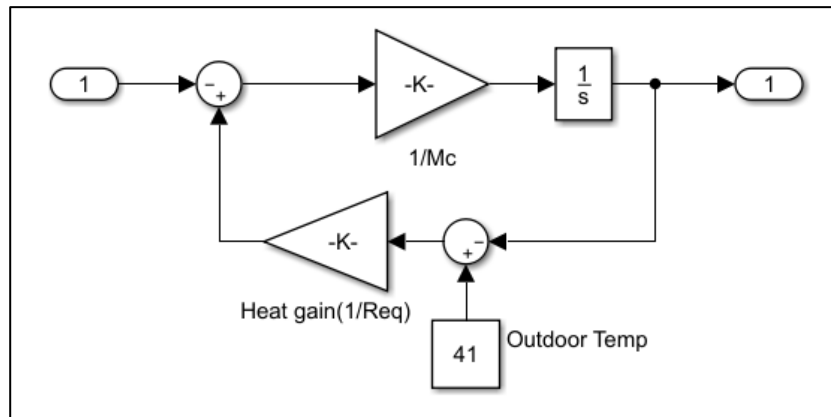 1
−
+
-K-
1
s
1
1/Mc
-K-
−
+
Heat gain(1/Req)
41
Outdoor Temp